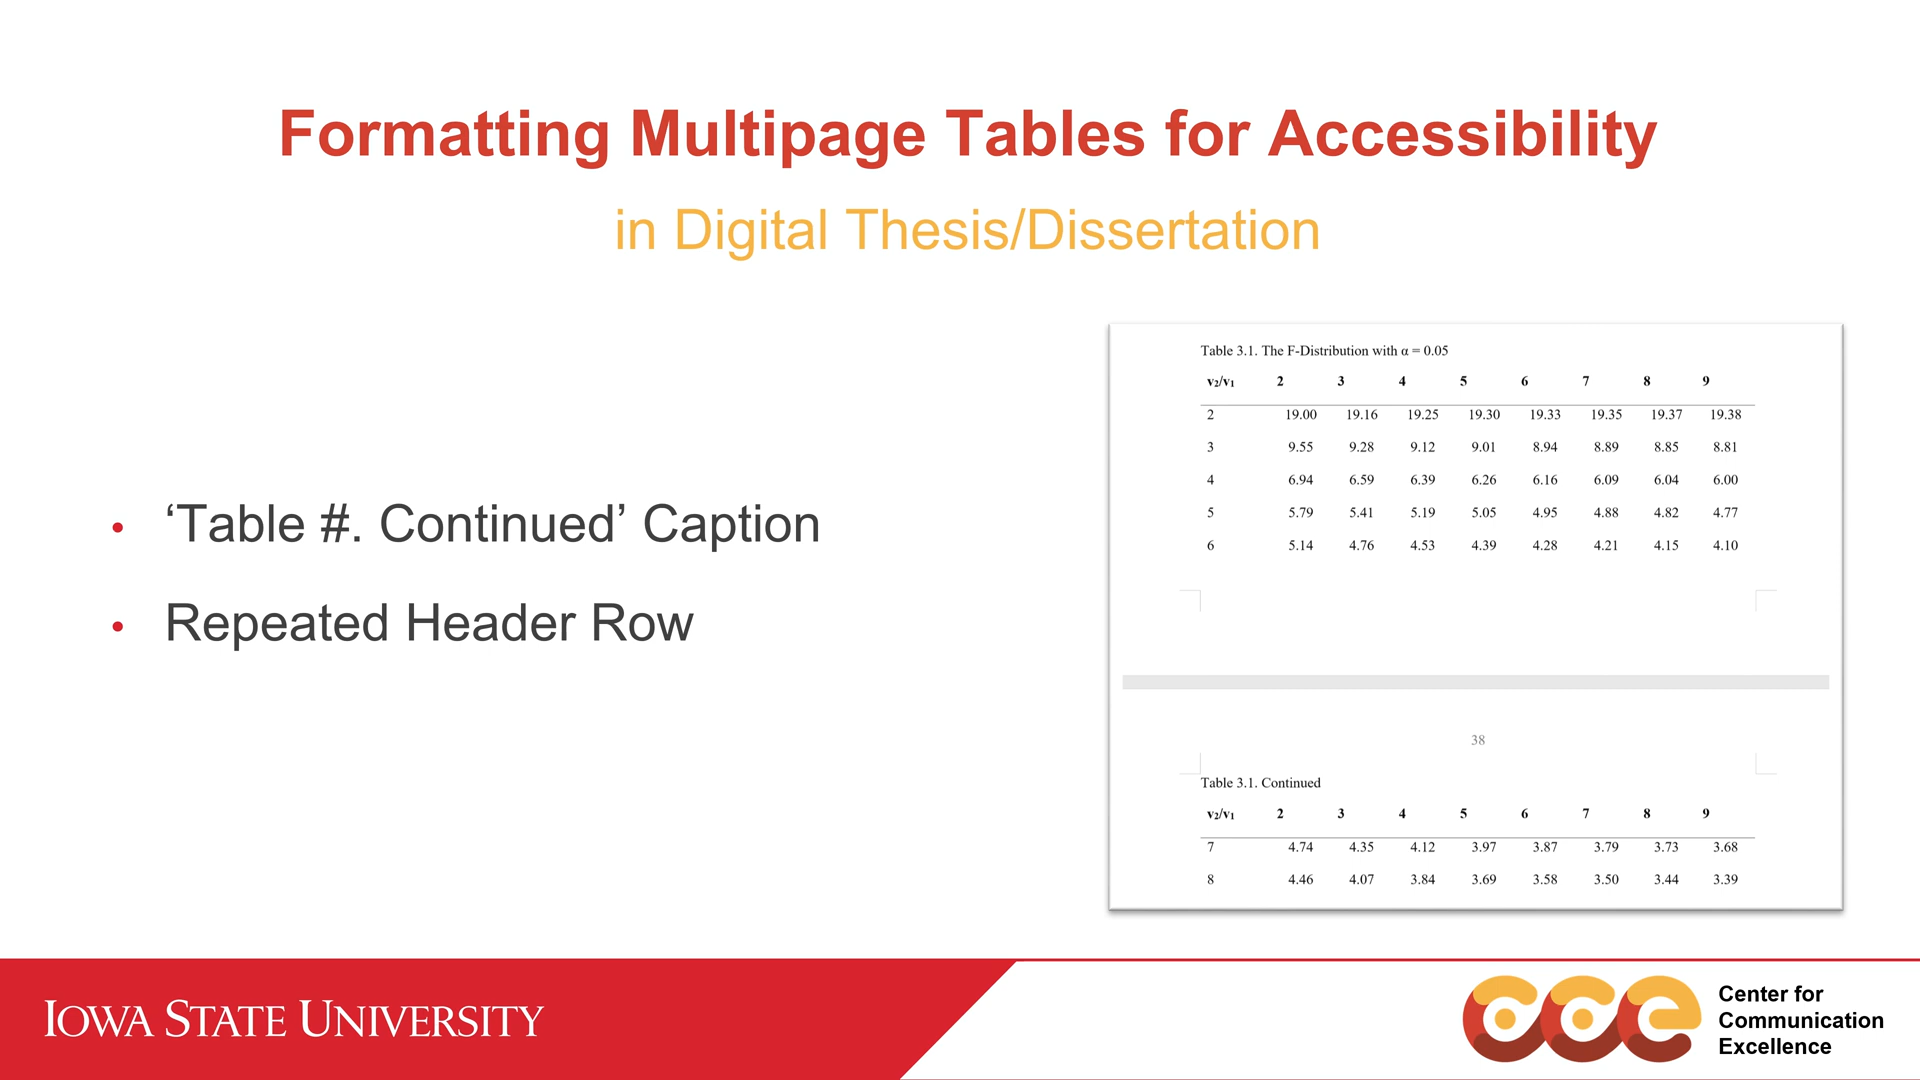 Formatting Multipage Tables for Accessibility
in Digital Thesis/Dissertation
• ‘Table #. Continued’ Caption
• Repeated Header Row
Table 3.1. The F-Distribution with α = 0.05
v₂/v₁ 2 3 4 5 6 7 8 9
2 19.00 19.16 19.25 19.30 19.33 19.35 19.37 19.38
3 9.55 9.28 9.12 9.01 8.94 8.89 8.85 8.81
4 6.94 6.59 6.39 6.26 6.16 6.09 6.04 6.00
5 5.79 5.41 5.19 5.05 4.95 4.88 4.82 4.77
6 5.14 4.76 4.53 4.39 4.28 4.21 4.15 4.10
38
Table 3.1. Continued
v₂/v₁ 2 3 4 5 6 7 8 9
7 4.74 4.35 4.12 3.97 3.87 3.79 3.73 3.68
8 4.46 4.07 3.84 3.69 3.58 3.50 3.44 3.39
IOWA STATE UNIVERSITY
cce
Center for
Communication
Excellence